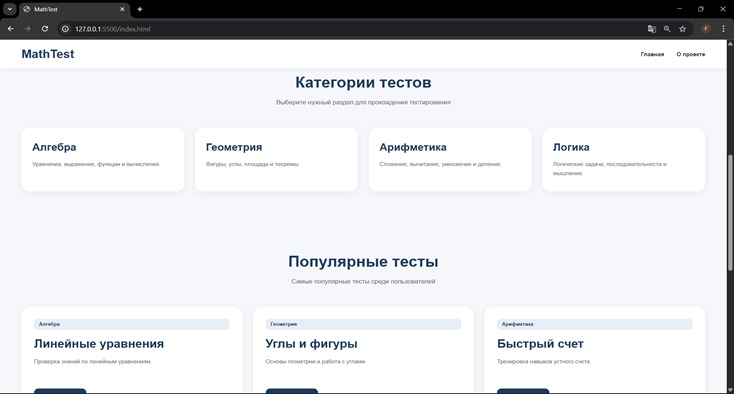 MathTest
127.0.0.1:5500/index.html
MathTest
Главная
О проекте
Категории тестов
Выберите нужный раздел для прохождения тестирования
Алгебра
Уравнения, выражения, функции и вычисления.
Геометрия
Фигуры, углы, площади и теоремы.
Арифметика
Сложение, вычитание, умножение и деление.
Логика
Логические задачи, последовательности и
мышление.
Популярные тесты
Самые популярные тесты среди пользователей
Алгебра
Линейные уравнения
Проверка знаний по линейным уравнениям.
Геометрия
Углы и фигуры
Основы геометрии и работа с углами.
Арифметика
Быстрый счет
Тренировка навыков устного счета.